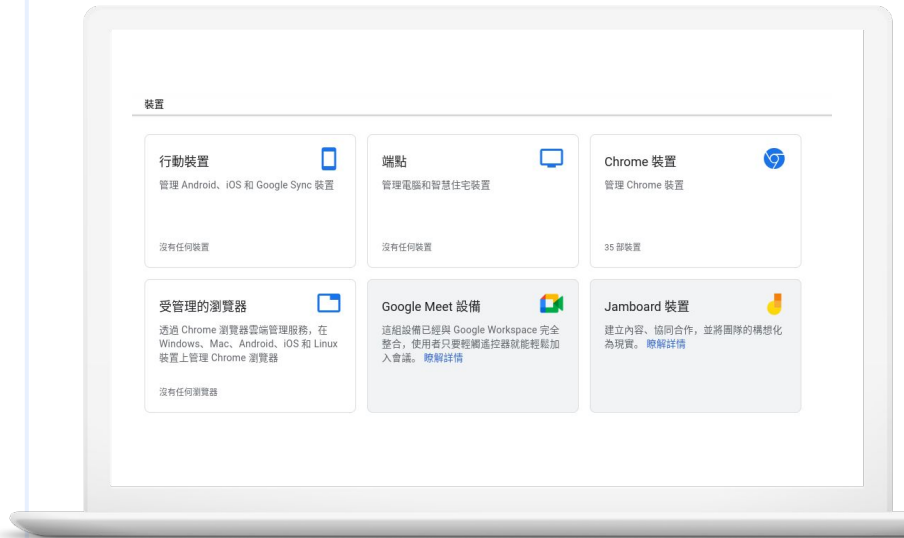 裝置
行動裝置
管理 Android、iOS 和 Google Sync 裝置
沒有任何裝置
端點
管理電腦和智慧住宅裝置
沒有任何裝置
Chrome 裝置
管理 Chrome 裝置
35 部裝置
受管理的瀏覽器
透過 Chrome 瀏覽器雲端管理服務，在
Windows、Mac、Android、iOS 和 Linux
裝置上管理 Chrome 瀏覽器
沒有任何瀏覽器
Google Meet 設備
這組設備已經與 Google Workspace 完全
整合，使用者只要輕觸遙控器就能輕鬆加
入會議。 瞭解詳情
Jamboard 裝置
建立內容、協同合作，並將團隊的構想化
為現實。 瞭解詳情